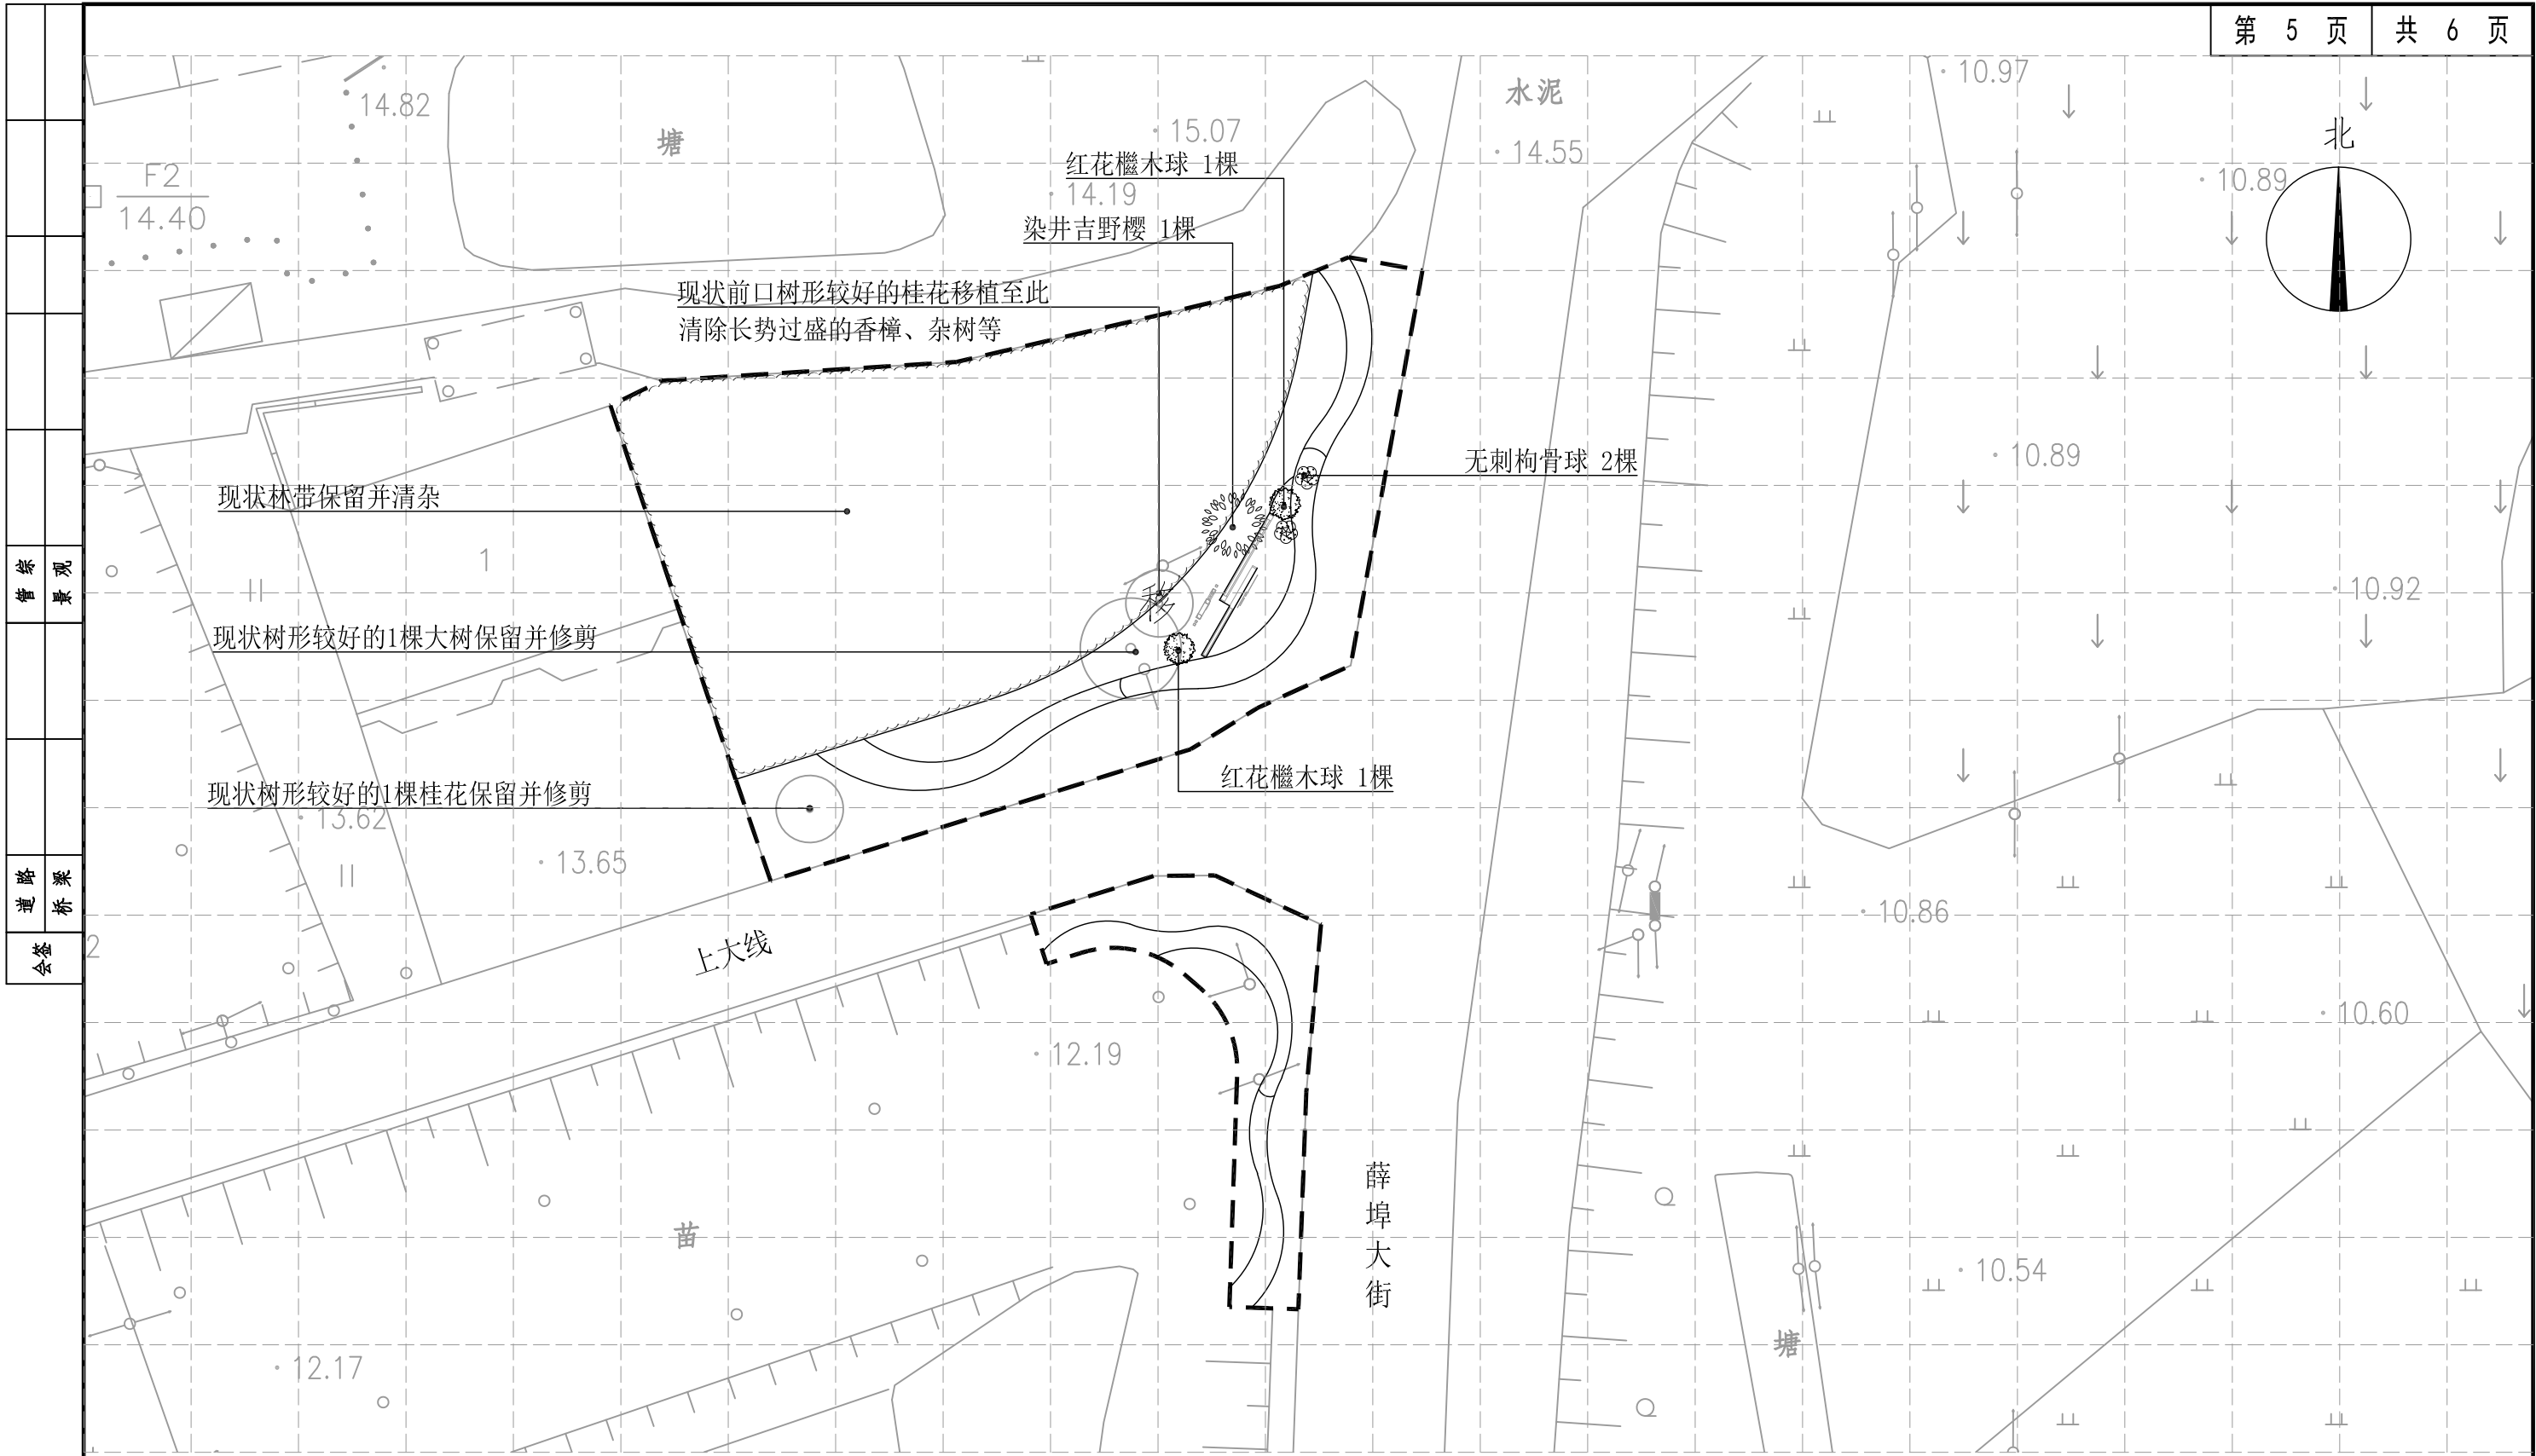 第 5 页 共 6 页
水泥
10.97
14.82
塘
15.07
14.55
北
红花檵木球 1棵
F2
14.40
14.19
10.89
染井吉野樱 1棵
现状前口树形较好的桂花移植至此
清除长势过盛的香樟、杂树等
无刺枸骨球 2棵
10.89
现状林带保留并清杂
1
综管
景观
移
10.92
现状树形较好的1棵大树保留并修剪
红花檵木球 1棵
现状树形较好的1棵桂花保留并修剪
13.62
13.65
道路
桥梁
10.86
会签
2
上大线
10.60
12.19
薛埠大街
苗
10.54
塘
12.17